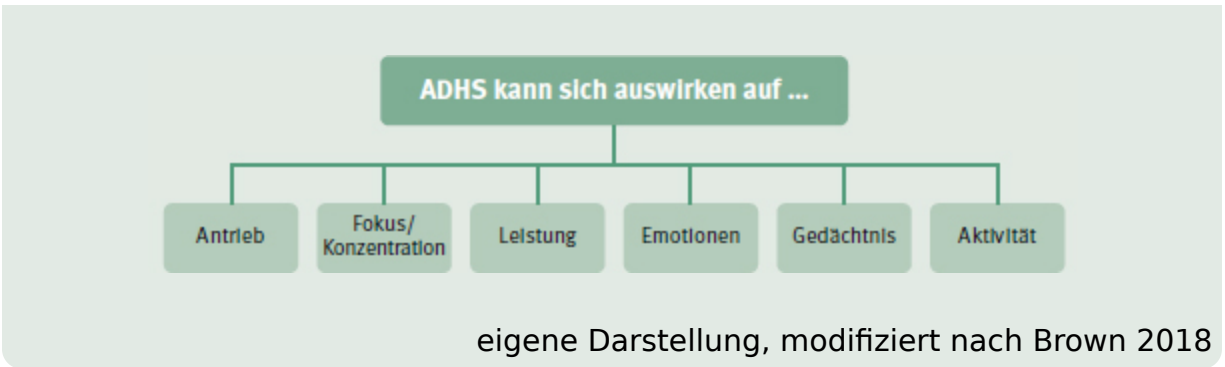 ADHS kann sich auswirken auf ...
Antrieb
Fokus/
Konzentration
Leistung
Emotionen
Gedächtnis
Aktivität
eigene Darstellung, modifiziert nach Brown 2018